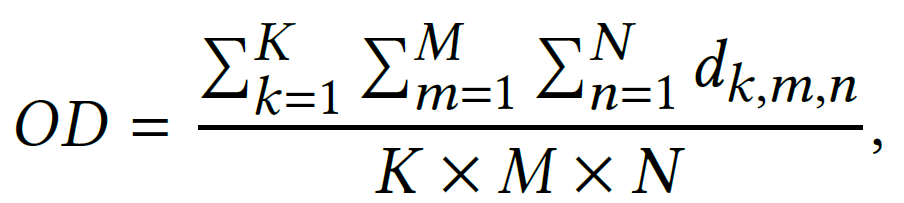 OD = \frac{\sum_{k=1}^{K} \sum_{m=1}^{M} \sum_{n=1}^{N} d_{k,m,n}}{K \times M \times N},